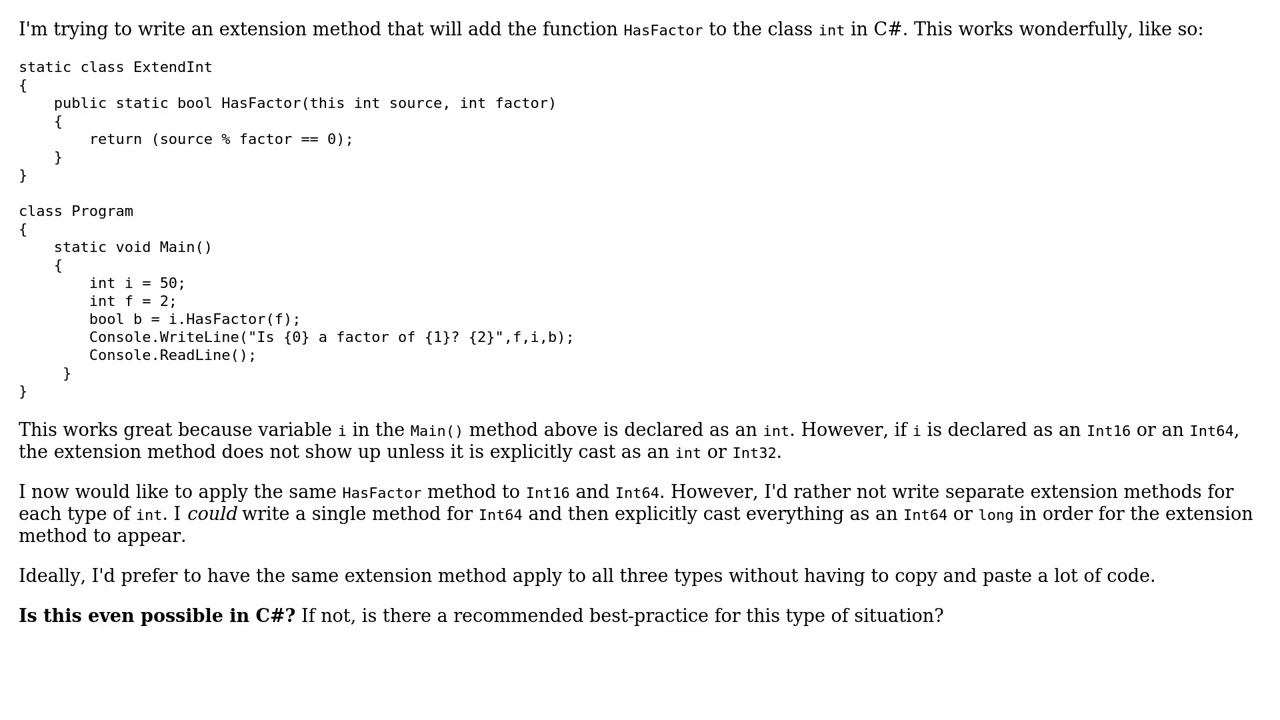 I'm trying to write an extension method that will add the function HasFactor to the class int in C#. This works wonderfully, like so:
static class ExtendInt
{
    public static bool HasFactor(this int source, int factor)
    {
        return (source % factor == 0);
    }
}
class Program
{
    static void Main()
    {
        int i = 50;
        int f = 2;
        bool b = i.HasFactor(f);
        Console.WriteLine("Is {0} a factor of {1}? {2}",f,i,b);
        Console.ReadLine();
     }
}
This works great because variable i in the Main() method above is declared as an int. However, if i is declared as an Int16 or an Int64,
the extension method does not show up unless it is explicitly cast as an int or Int32.
I now would like to apply the same HasFactor method to Int16 and Int64. However, I'd rather not write separate extension methods for
each type of int. I could write a single method for Int64 and then explicitly cast everything as an Int64 or long in order for the extension
method to appear.
Ideally, I'd prefer to have the same extension method apply to all three types without having to copy and paste a lot of code.
Is this even possible in C#? If not, is there a recommended best-practice for this type of situation?